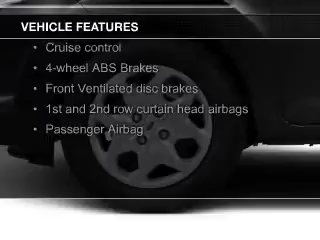 VEHICLE FEATURES
• Cruise control
• 4-wheel ABS Brakes
• Front Ventilated disc brakes
• 1st and 2nd row curtain head airbags
• Passenger Airbag